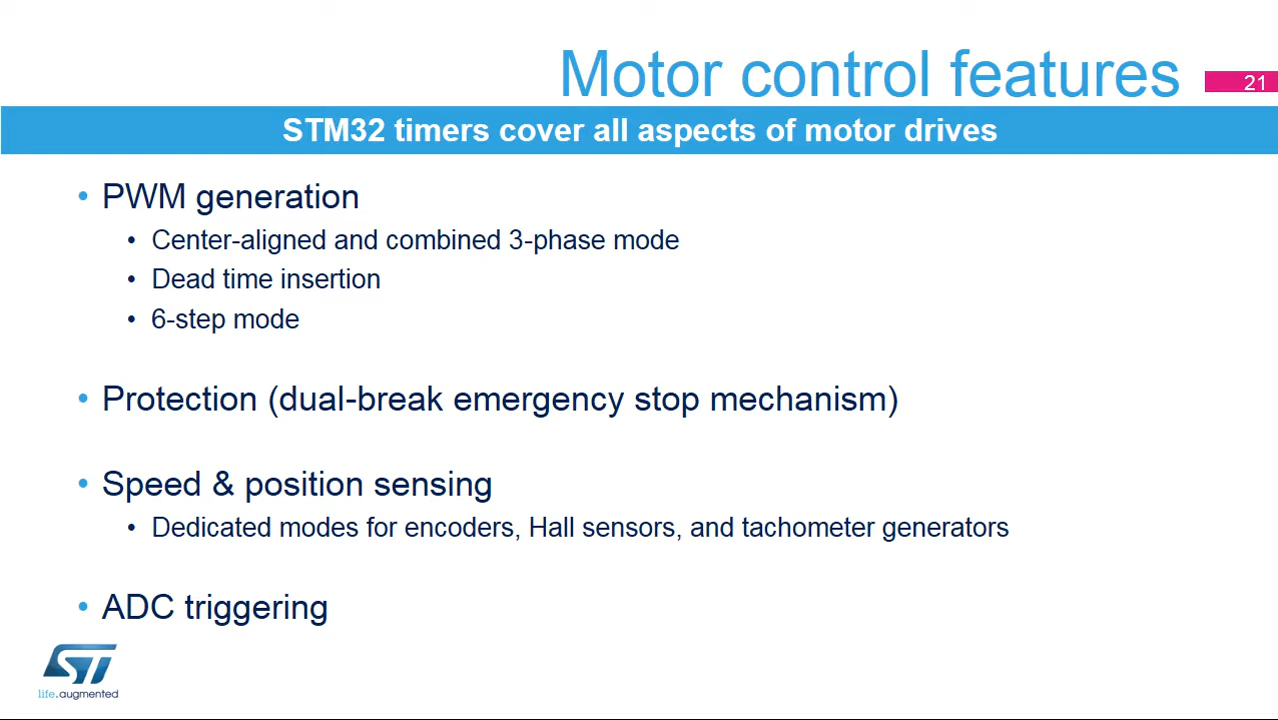 Motor control features
21
STM32 timers cover all aspects of motor drives
• PWM generation
• Center-aligned and combined 3-phase mode
• Dead time insertion
• 6-step mode
• Protection (dual-break emergency stop mechanism)
• Speed & position sensing
• Dedicated modes for encoders, Hall sensors, and tachometer generators
• ADC triggering
ST
life.augmented